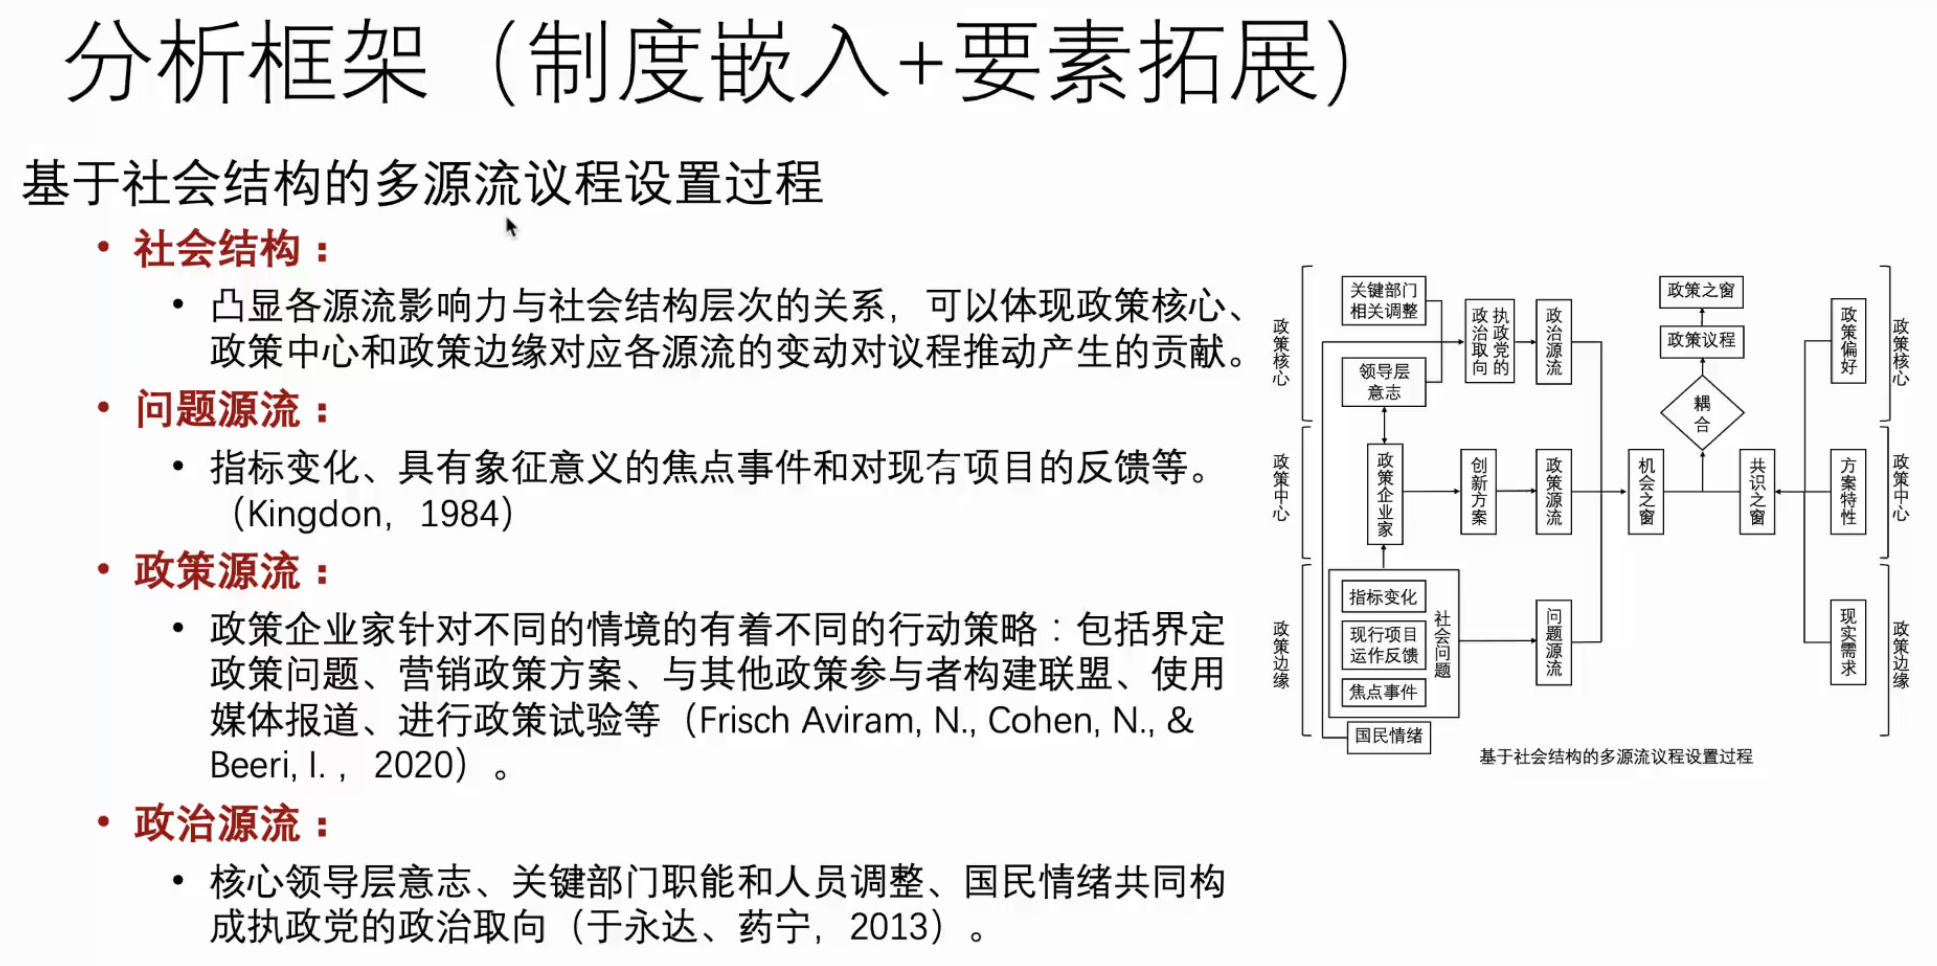 分析框架（制度嵌入+要素拓展）
基于社会结构的多源流议程设置过程
• 社会结构：
• 凸显各源流影响力与社会结构层次的关系，可以体现政策核心、
政策中心和政策边缘对应各源流的变动对议程推动产生的贡献。
• 问题源流：
• 指标变化、具有象征意义的焦点事件和对现有项目的反馈等。
（Kingdon，1984）
• 政策源流：
• 政策企业家针对不同的情境的有着不同的行动策略：包括界定
政策问题、营销政策方案、与其他政策参与者构建联盟、使用
媒体报道、进行政策试验等（Frisch Aviram, N., Cohen, N., &
Beeri, I.，2020）。
• 政治源流：
• 核心领导层意志、关键部门职能和人员调整、国民情绪共同构
成执政党的政治取向（于永达、药宁，2013）。
政策核心
关键部门
相关调整
领导层
意志
执政党的
政治取向
政治源流
政策之窗
政策议程
耦合
政策偏好
政策核心
政策中心
政策企业家
创新方案
政策源流
机会之窗
共识之窗
方案特性
政策中心
政策边缘
指标变化
现行项目
运作反馈
焦点事件
社会问题
国民情绪
问题源流
现实需求
政策边缘
基于社会结构的多源流议程设置过程